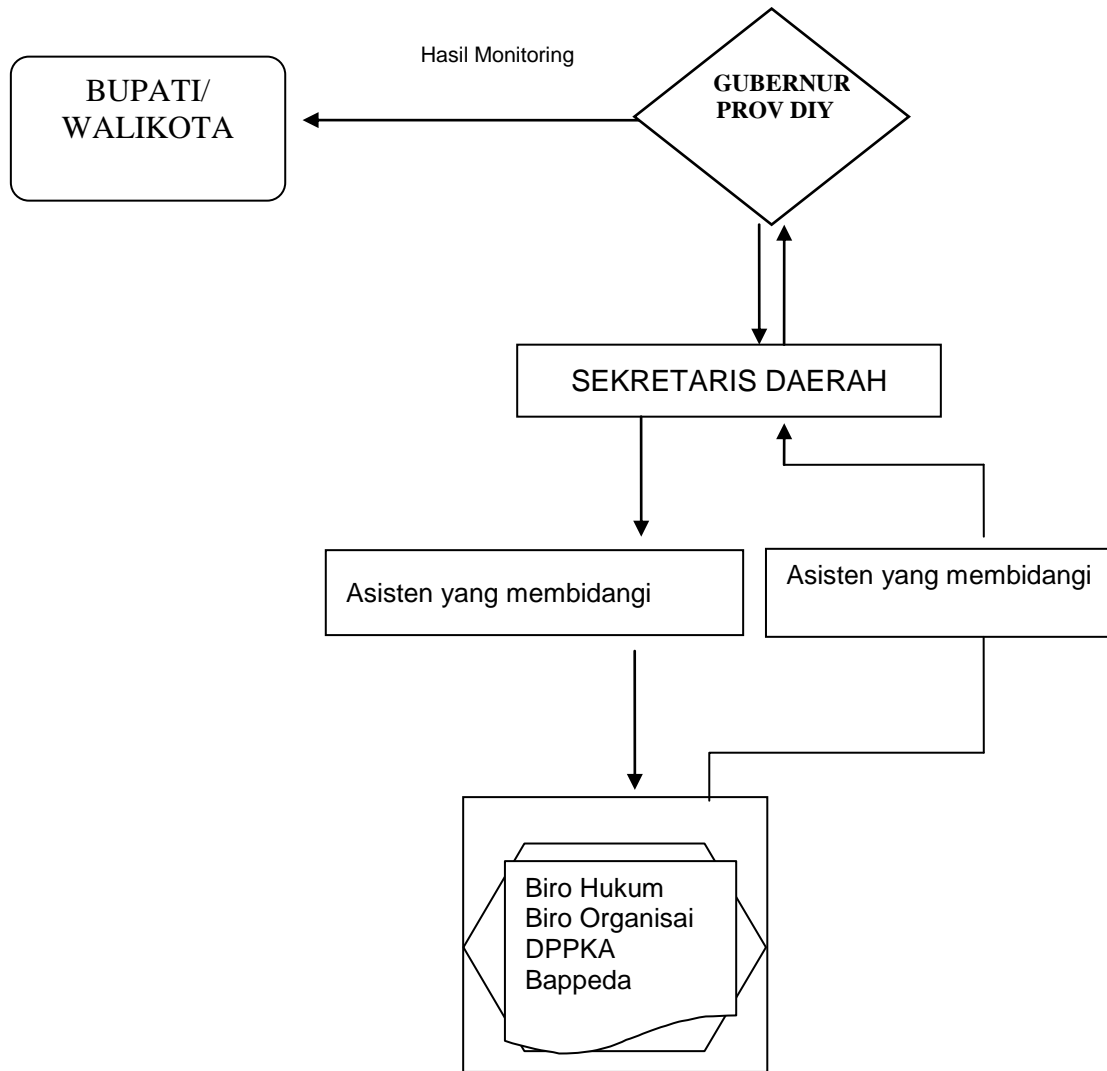 Hasil Monitoring
BUPATI/
WALIKOTA
GUBERNUR
PROV DIY
SEKRETARIS DAERAH
Asisten yang membidangi
Asisten yang membidangi
Biro Hukum
Biro Organisai
DPPKA
Bappeda